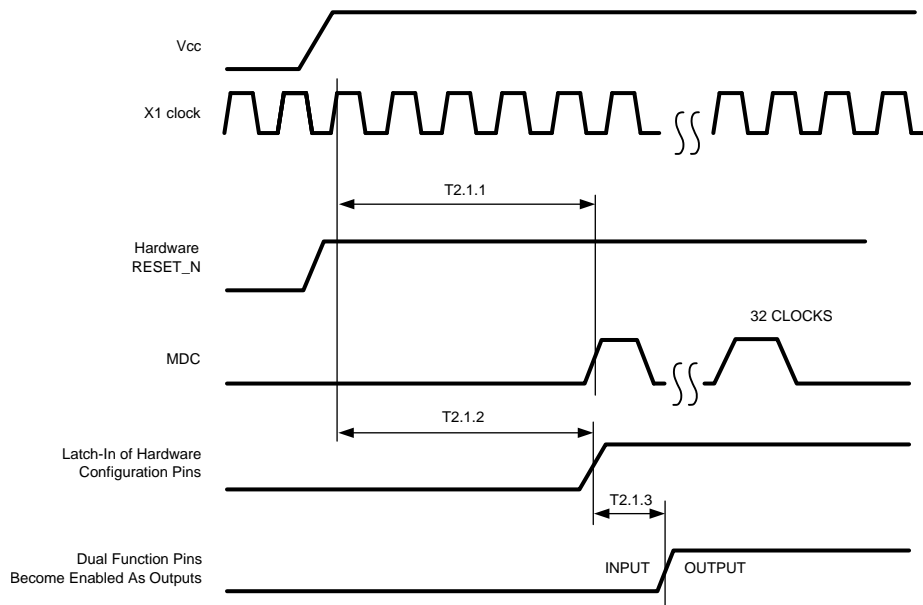 Vcc
X1 clock
T2.1.1
Hardware
RESET_N
32 CLOCKS
MDC
T2.1.2
Latch-In of Hardware
Configuration Pins
T2.1.3
Dual Function Pins
Become Enabled As Outputs
INPUT
OUTPUT